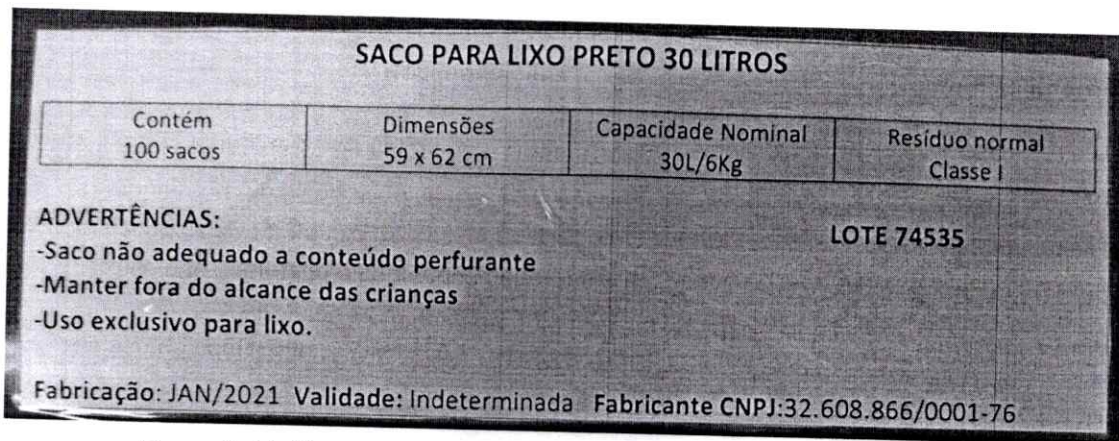 SACO PARA LIXO PRETO 30 LITROS
Contém
100 sacos
Dimensões
59 x 62 cm
Capacidade Nominal
30L/6Kg
Resíduo normal
Classe I
ADVERTÊNCIAS:
LOTE 74535
-Saco não adequado a conteúdo perfurante
-Manter fora do alcance das crianças
-Uso exclusivo para lixo.
Fabricação: JAN/2021 Validade: Indeterminada Fabricante CNPJ:32.608.866/0001-76